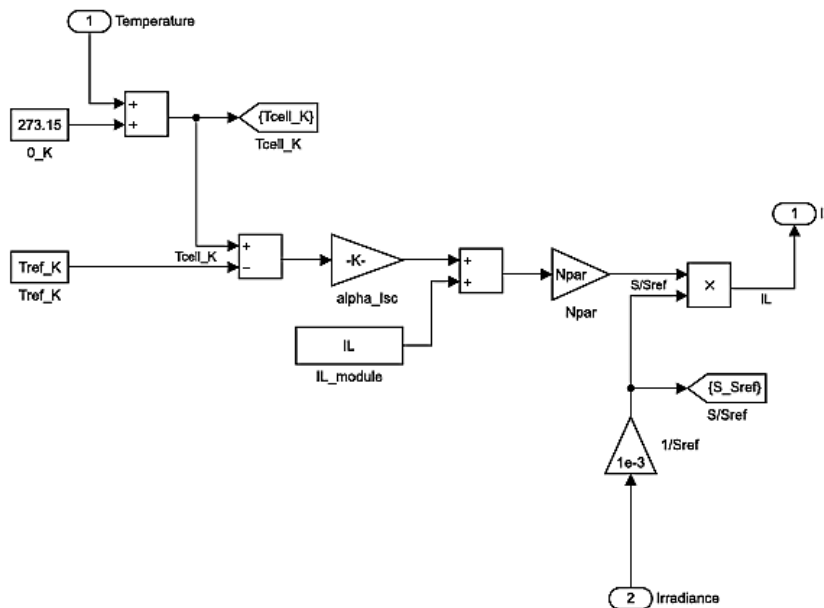 1
Temperature
+
+
273.15
0_K
{Tcell_K}
Tcell_K
Tcell_K
+
−
Tref_K
Tref_K
-K-
alpha_Isc
+
+
IL
IL_module
Npar
Npar
S/Sref
×
IL
1
I
{S_Sref}
S/Sref
1e-3
1/Sref
2
Irradiance